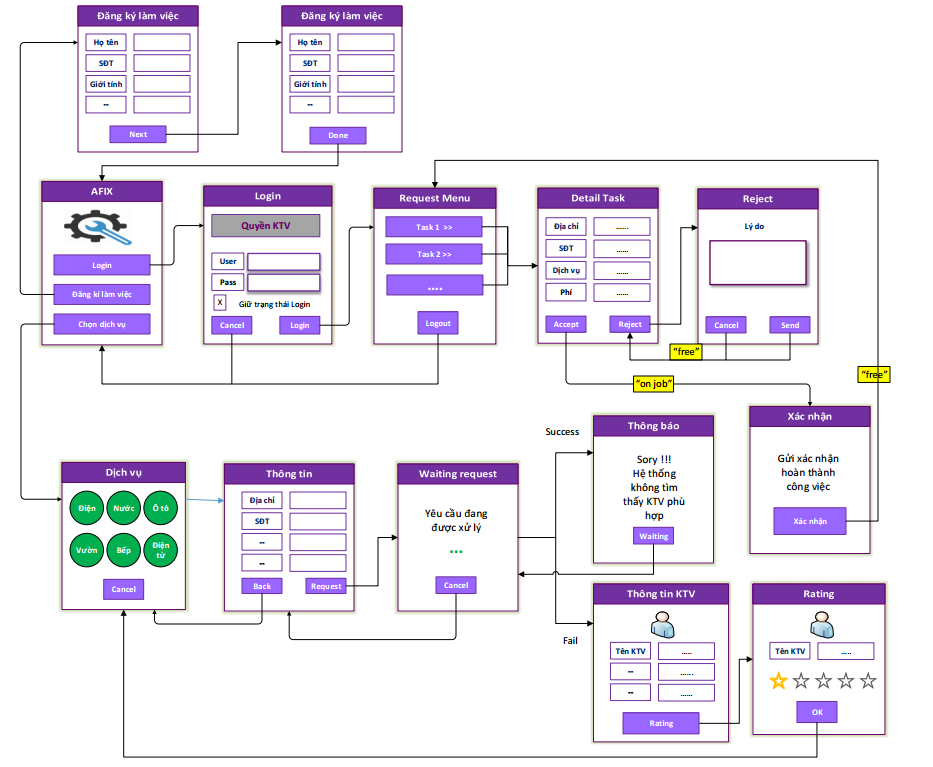 Đăng ký làm việc
Họ tên
SĐT
Giới tính
--
Next
Đăng ký làm việc
Họ tên
SĐT
Giới tính
--
Done
AFIX
Login
Đăng kí làm việc
Chọn dịch vụ
Login
Quyền KTV
User
Pass
X Giữ trạng thái Login
Cancel Login
Request Menu
Task 1 >>
Task 2 >>
....
Logout
Detail Task
Địa chỉ ......
SĐT ......
Dịch vụ ......
Phí ......
Accept Reject
Reject
Lý do
Cancel Send
“free”
“on job”
“free”
Xác nhận
Gửi xác nhận
hoàn thành
công việc
Xác nhận
Dịch vụ
Điện Nước Ô tô
Vườn Bếp Điện
tử
Cancel
Thông tin
Địa chỉ
SĐT
--
--
Back Request
Waiting request
Yêu cầu đang
được xử lý
...
Cancel
Success
Fail
Thông báo
Sory !!!
Hệ thống
không tìm
thấy KTV phù
hợp
Waiting
Thông tin KTV
Tên KTV .....
-- ......
-- ......
Rating
Rating
Tên KTV .....
OK